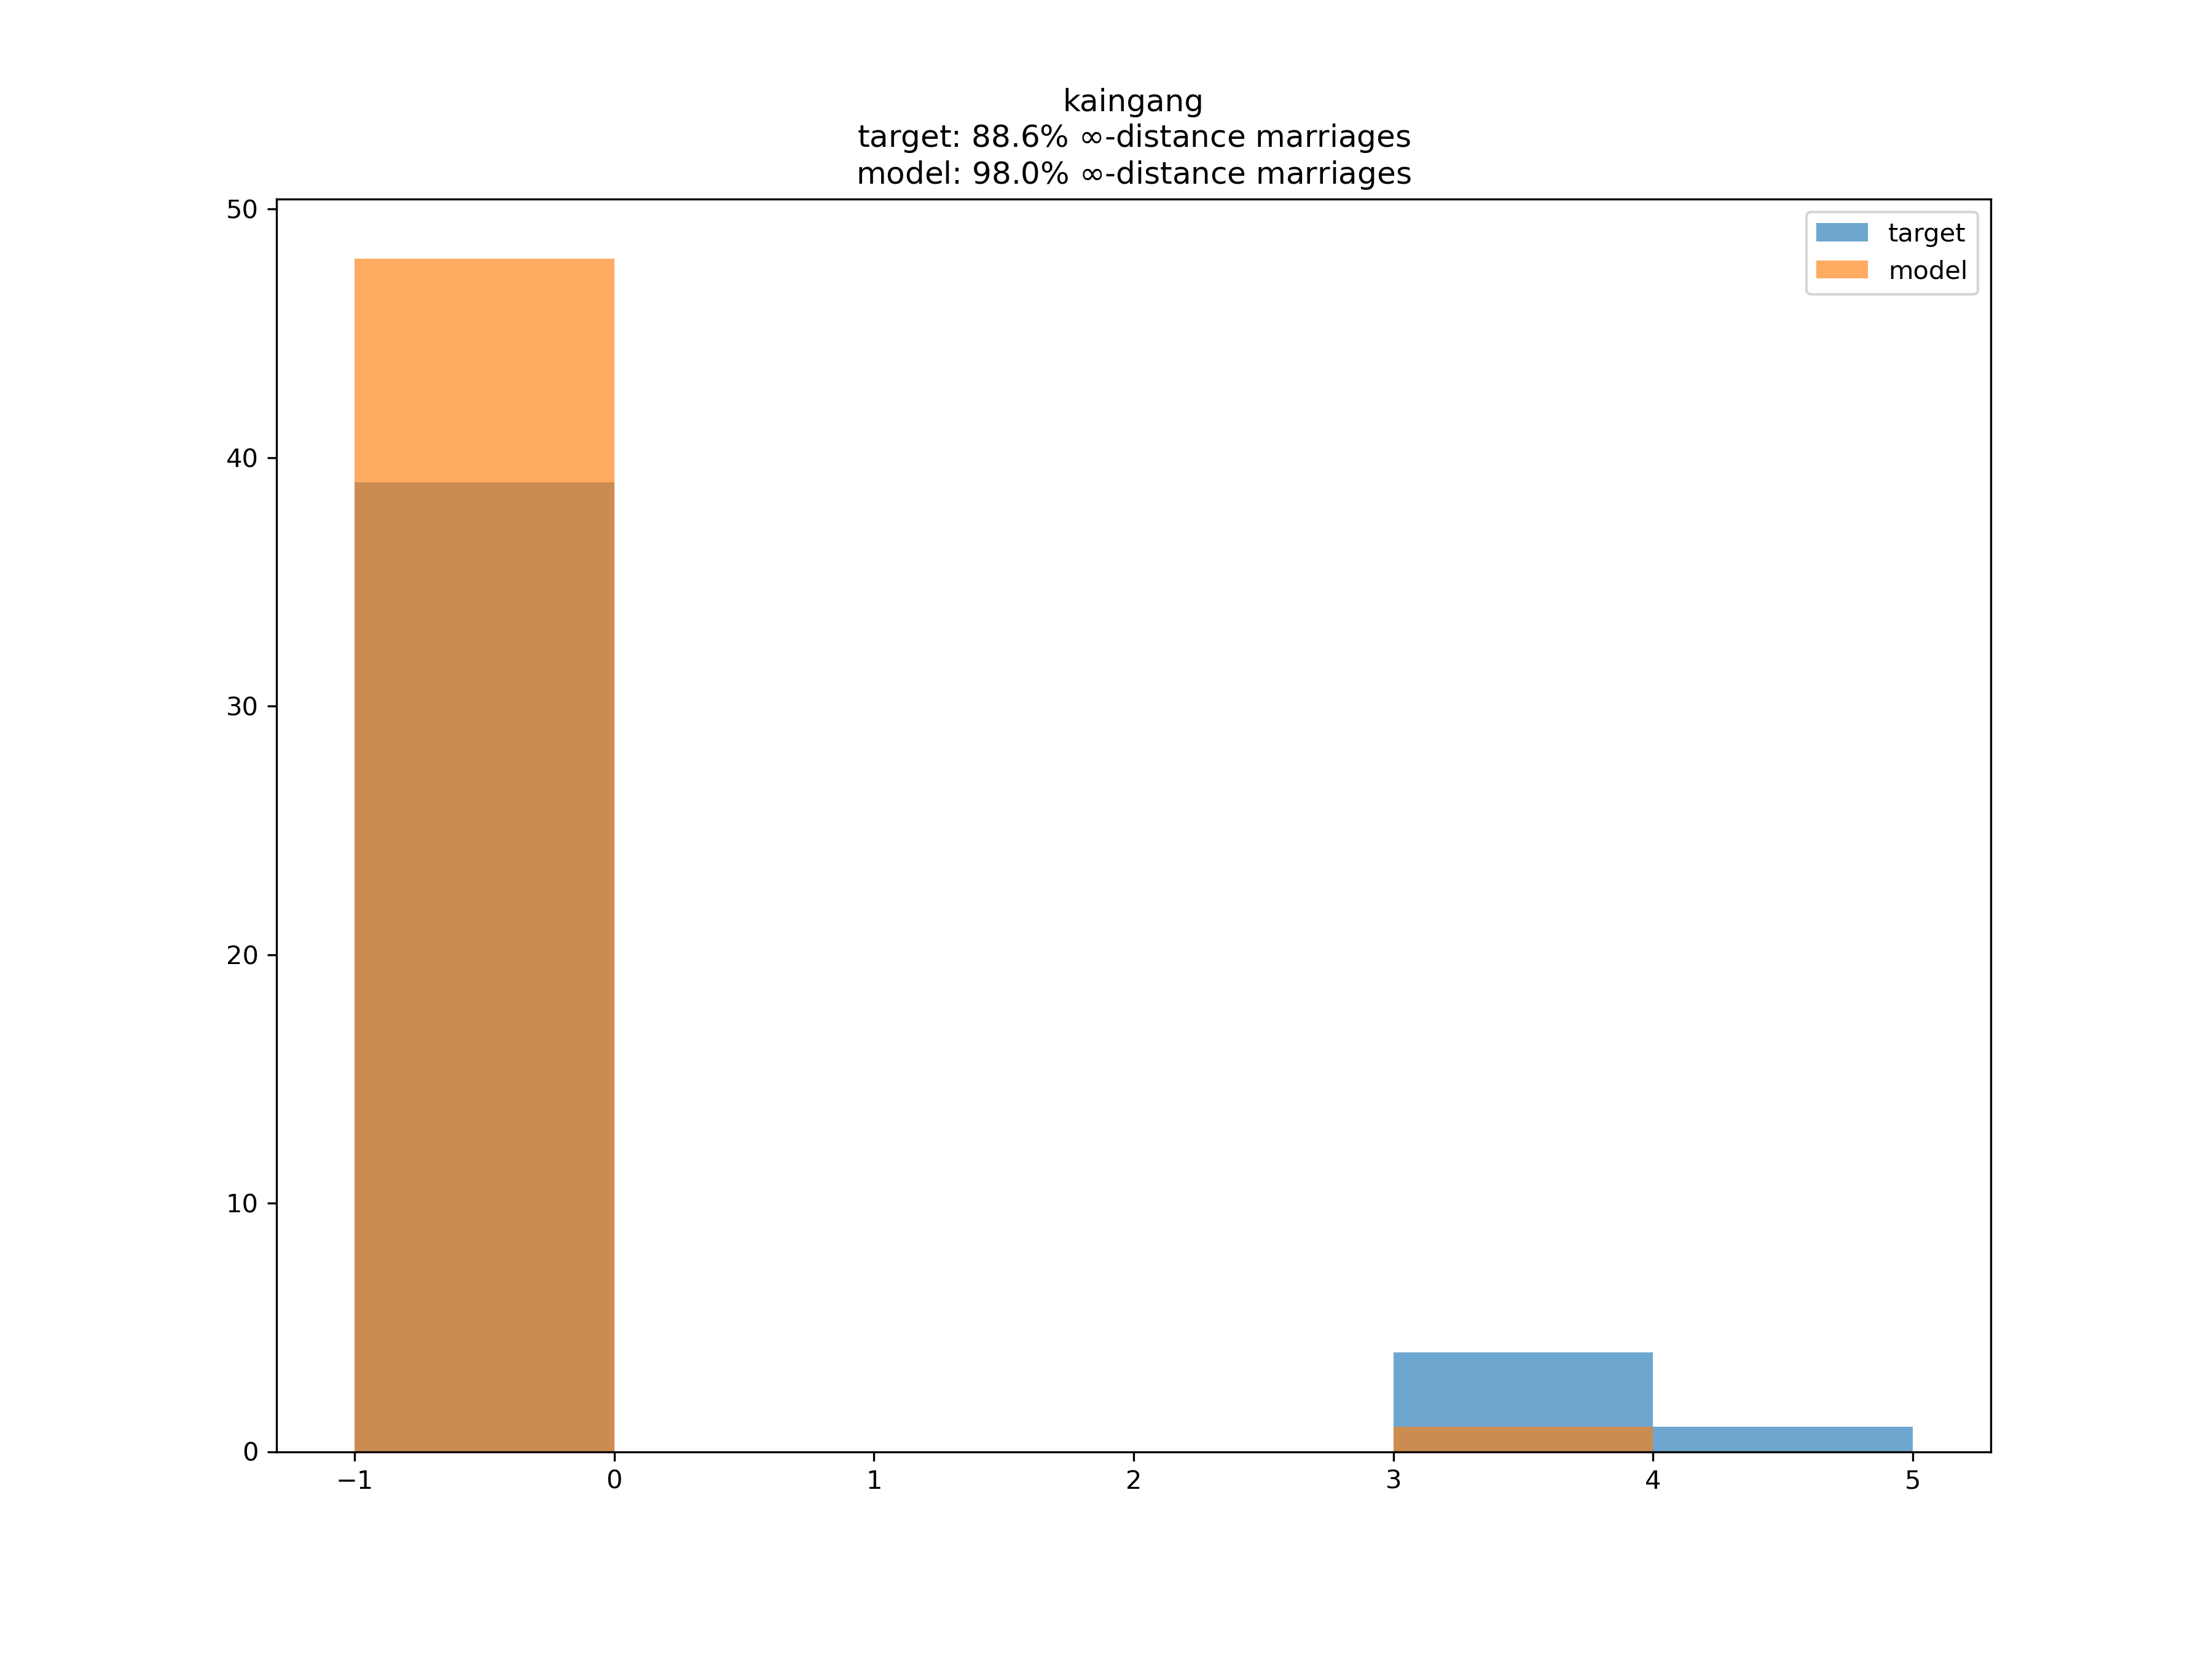 kaingang
target: 88.6% ∞-distance marriages
model: 98.0% ∞-distance marriages
target
model
50
40
30
20
10
0
−1 0 1 2 3 4 5